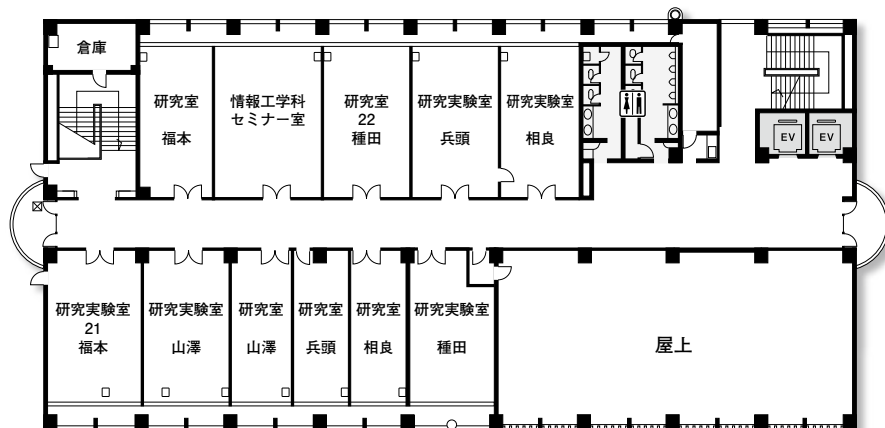 倉庫
研究室
福本
情報工学科
セミナー室
研究室
22
種田
研究実験室
兵頭
研究実験室
相良
EV
EV
研究実験室
21
福本
研究実験室
山澤
研究室
山澤
研究室
兵頭
研究室
相良
研究実験室
種田
屋上